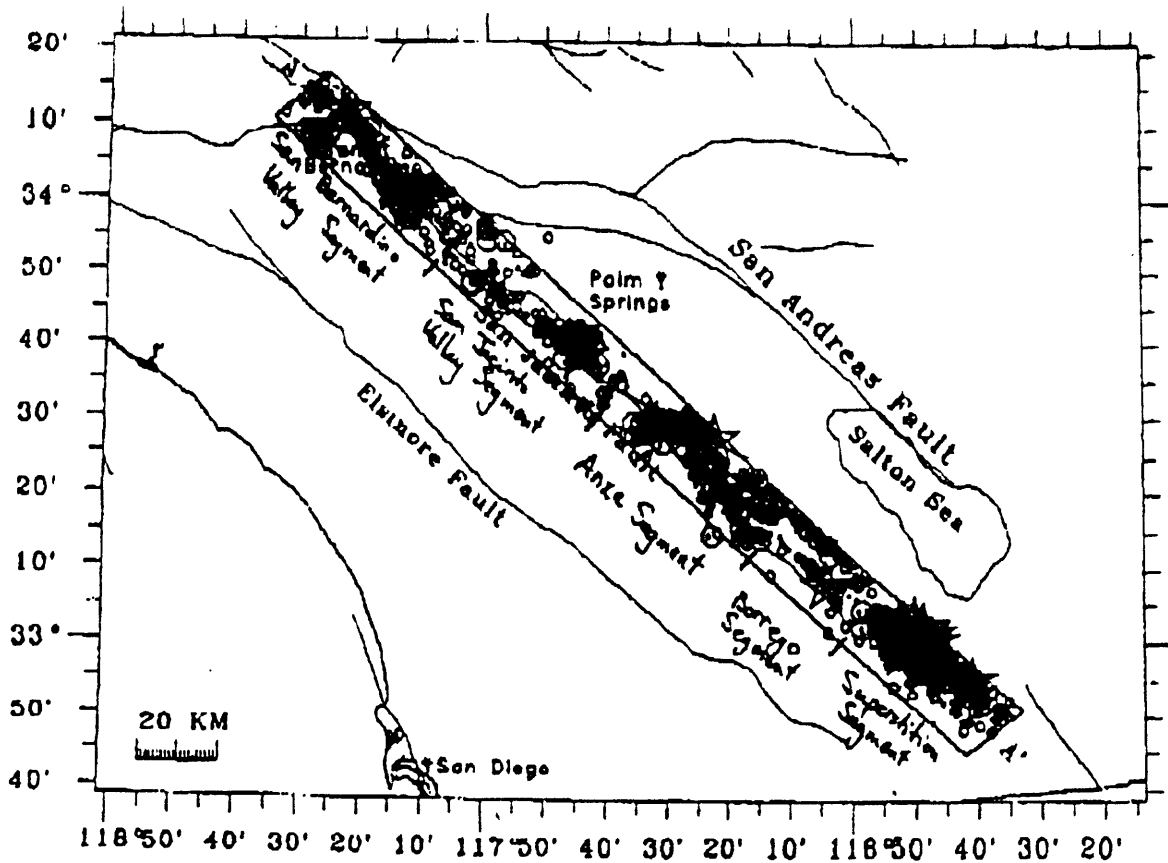 20'
10'
34°
50'
40'
30'
20'
10'
33°
50'
40'
San
Bernardino
Valley
Segment
San
Jacinto
Valley
Segment
Palm
Springs
San Andreas Fault
Salton Sea
Elsinore Fault
Anza Segment
Borrego
Segment
Superstition
Segment
A'
20 KM
San Diego
118° 50' 40' 30' 20' 10' 117° 50' 40' 30' 20' 10' 116° 50' 40' 30' 20'